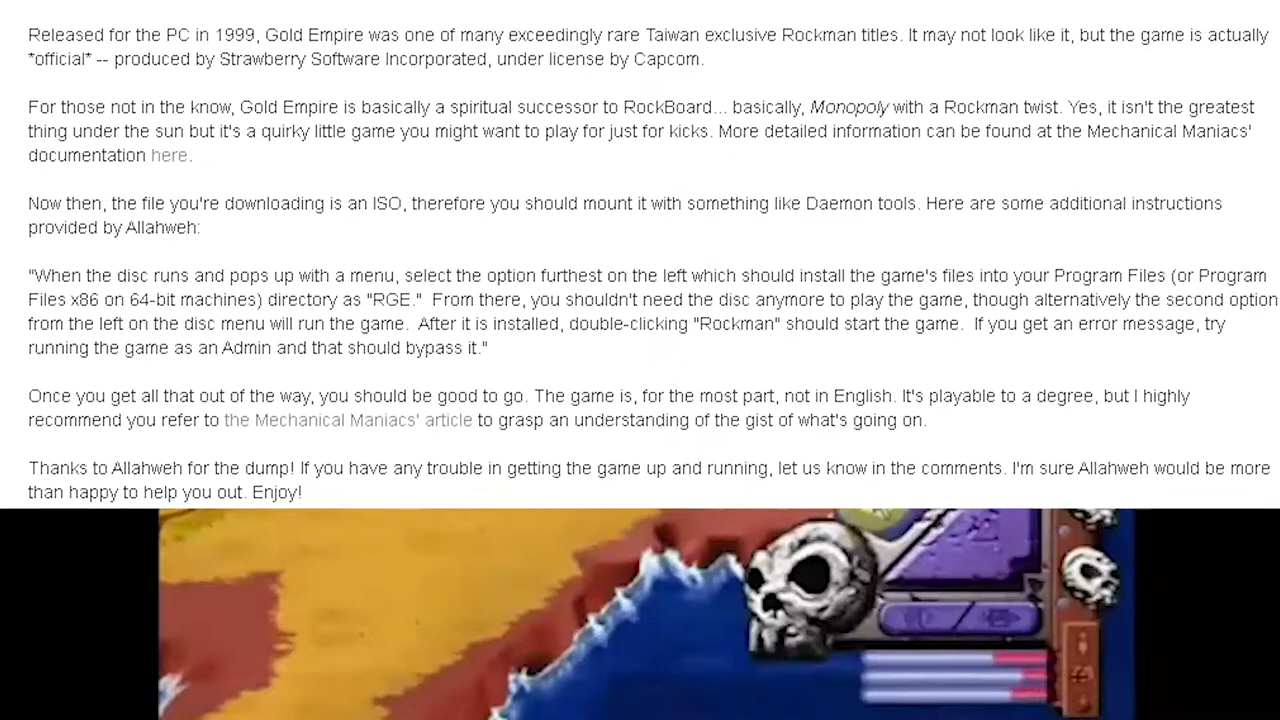 Released for the PC in 1999, Gold Empire was one of many exceedingly rare Taiwan exclusive Rockman titles. It may not look like it, but the game is actually
*official* -- produced by Strawberry Software Incorporated, under license by Capcom.
For those not in the know, Gold Empire is basically a spiritual successor to RockBoard... basically, Monopoly with a Rockman twist. Yes, it isn't the greatest
thing under the sun but it's a quirky little game you might want to play for just for kicks. More detailed information can be found at the Mechanical Maniacs'
documentation here.
Now then, the file you're downloading is an ISO, therefore you should mount it with something like Daemon tools. Here are some additional instructions
provided by Allahweh:
"When the disc runs and pops up with a menu, select the option furthest on the left which should install the game's files into your Program Files (or Program
Files x86 on 64-bit machines) directory as "RGE."  From there, you shouldn't need the disc anymore to play the game, though alternatively the second option
from the left on the disc menu will run the game.  After it is installed, double-clicking "Rockman" should start the game.  If you get an error message, try
running the game as an Admin and that should bypass it."
Once you get all that out of the way, you should be good to go. The game is, for the most part, not in English. It's playable to a degree, but I highly
recommend you refer to the Mechanical Maniacs' article to grasp an understanding of the gist of what's going on.
Thanks to Allahweh for the dump! If you have any trouble in getting the game up and running, let us know in the comments. I'm sure Allahweh would be more
than happy to help you out. Enjoy!